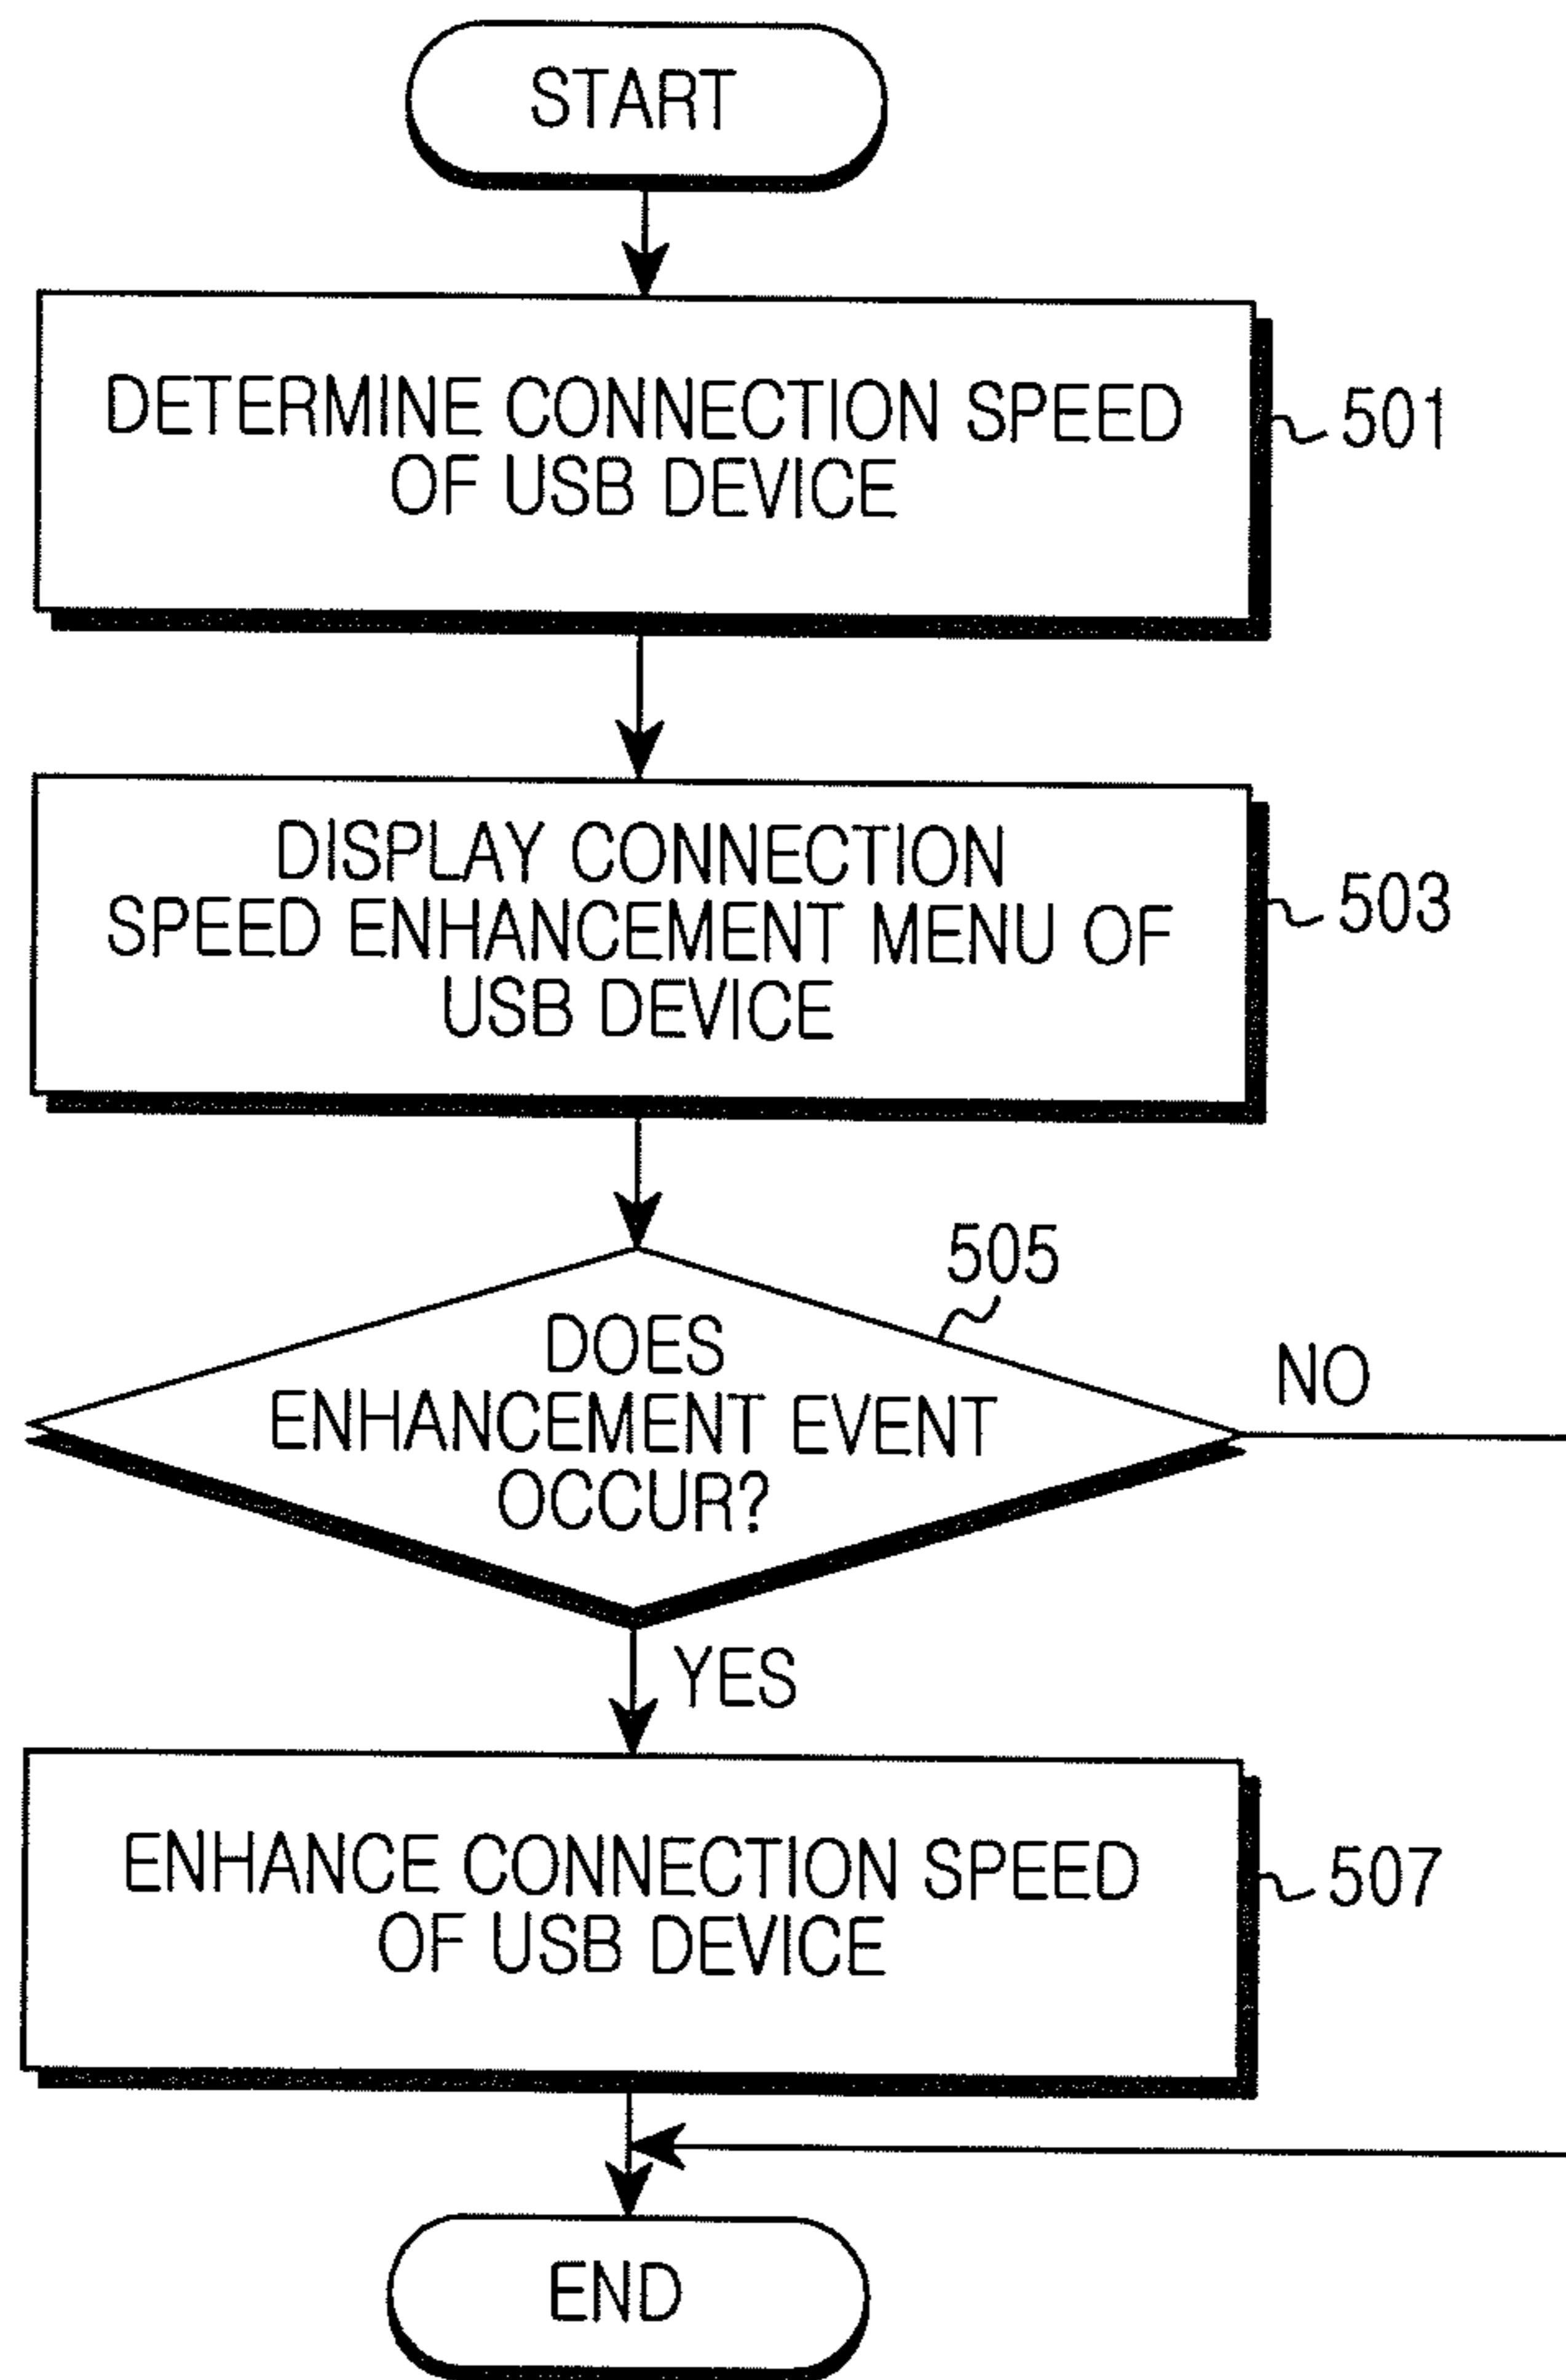 START
DETERMINE CONNECTION SPEED
OF USB DEVICE
501
DISPLAY CONNECTION
SPEED ENHANCEMENT MENU OF
USB DEVICE
503
505
DOES
ENHANCEMENT EVENT
OCCUR?
NO
YES
ENHANCE CONNECTION SPEED
OF USB DEVICE
507
END